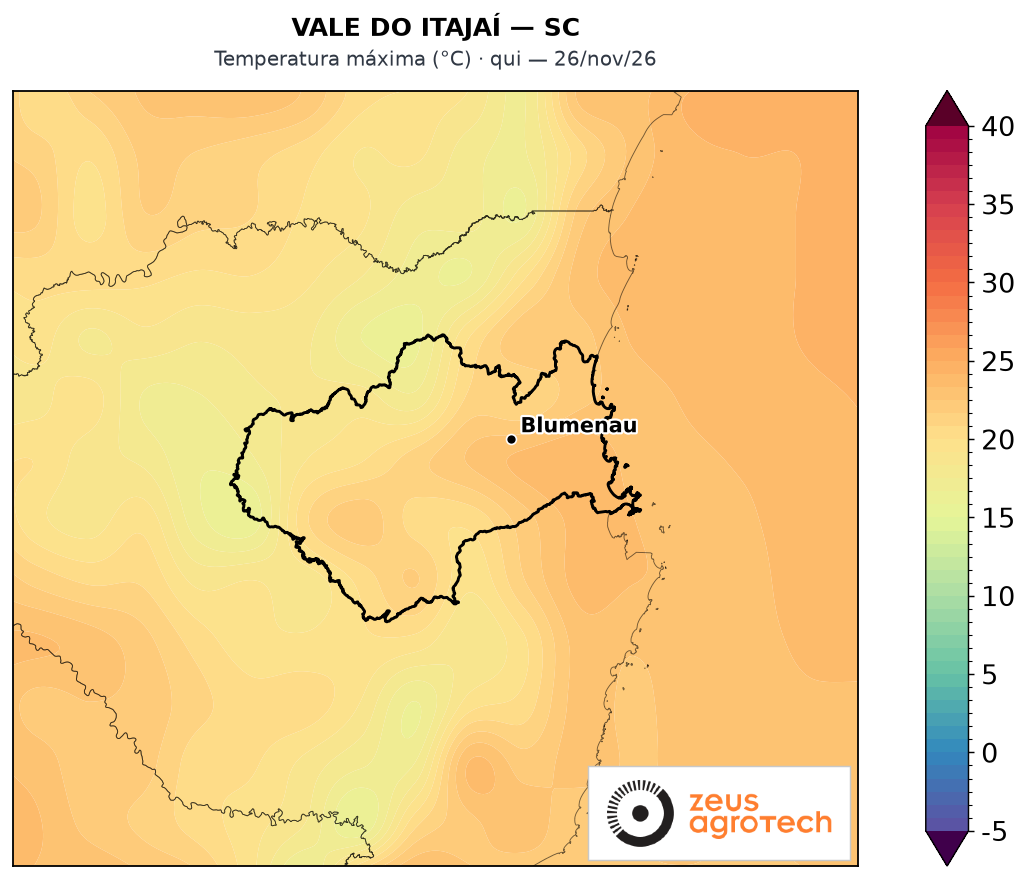 VALE DO ITAJAÍ — SC
Temperatura máxima (°C) · qui — 26/nov/26
Blumenau
40
35
30
25
20
15
10
5
0
-5
zeus
agrotech